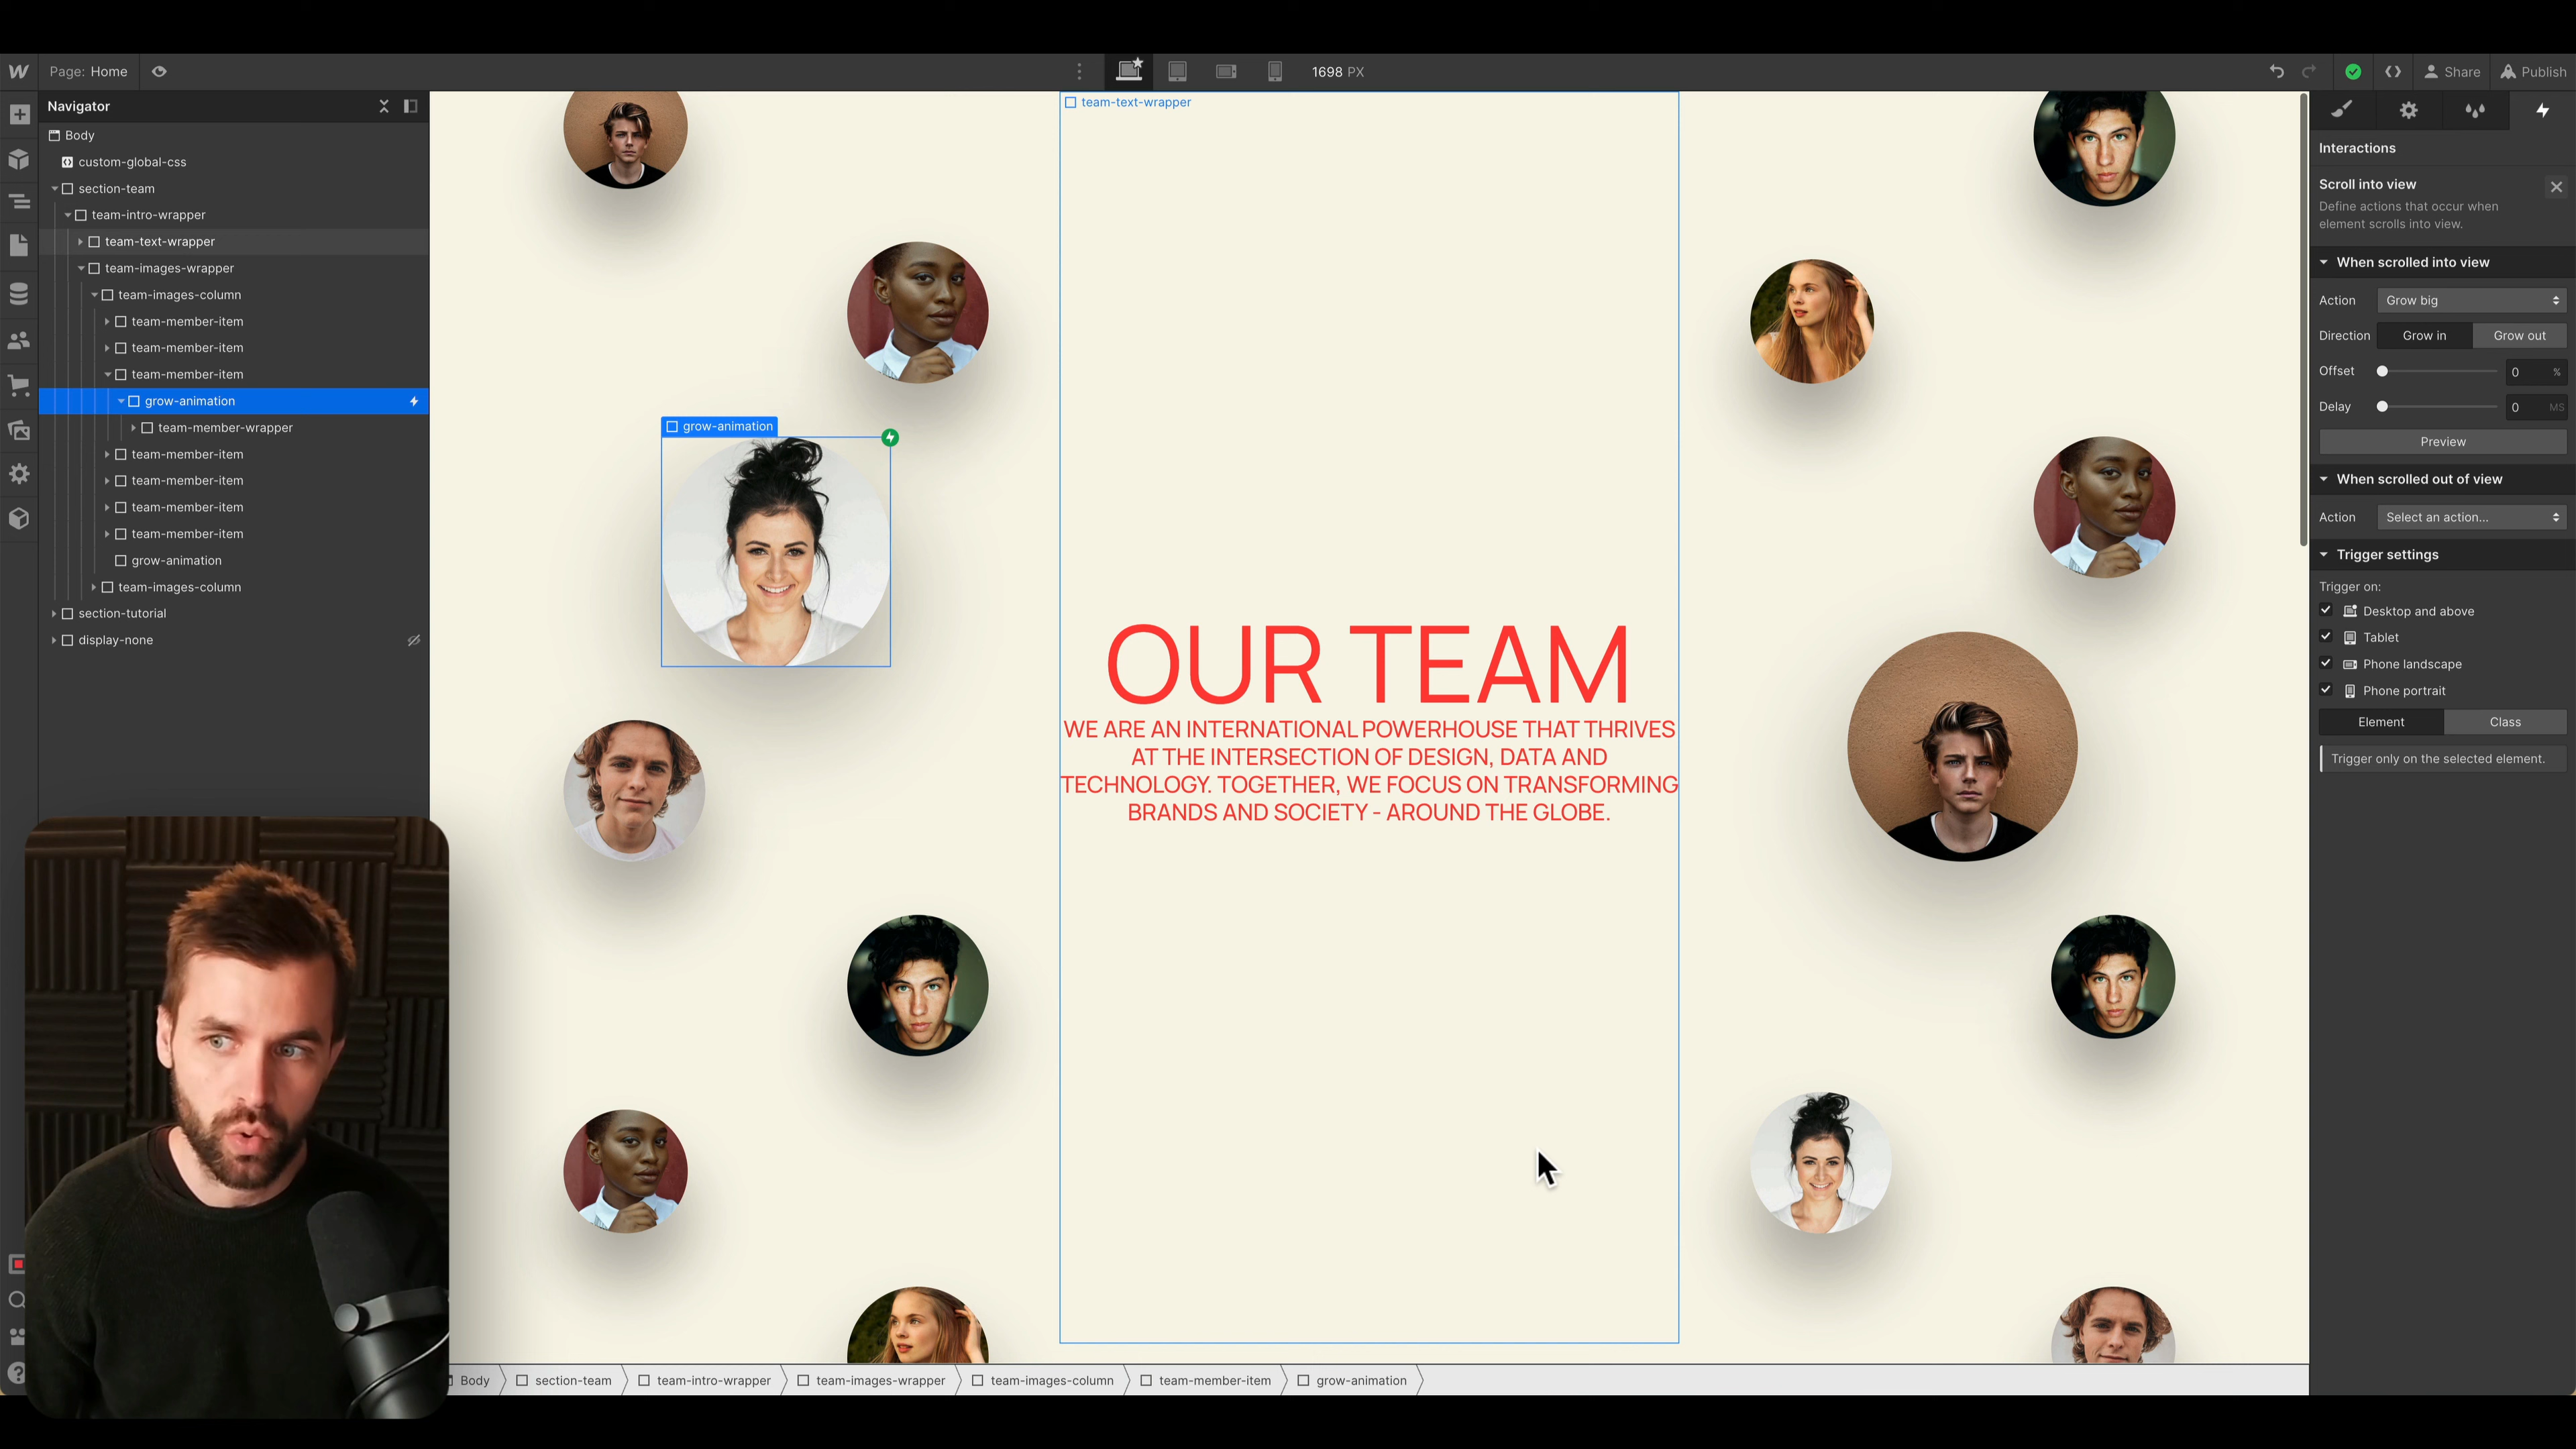 Page: Home
1698 PX
Share
Publish
Navigator
Body
custom-global-css
section-team
team-intro-wrapper
team-text-wrapper
team-images-wrapper
team-images-column
team-member-item
team-member-item
team-member-item
grow-animation
team-member-wrapper
team-member-item
team-member-item
team-member-item
team-member-item
grow-animation
team-images-column
section-tutorial
display-none
team-text-wrapper
grow-animation
OUR TEAM
WE ARE AN INTERNATIONAL POWERHOUSE THAT THRIVES
AT THE INTERSECTION OF DESIGN, DATA AND
TECHNOLOGY. TOGETHER, WE FOCUS ON TRANSFORMING
BRANDS AND SOCIETY - AROUND THE GLOBE.
Interactions
Scroll into view
Define actions that occur when
element scrolls into view.
When scrolled into view
Action Grow big
Direction Grow in Grow out
Offset 0 %
Delay 0 MS
Preview
When scrolled out of view
Action Select an action...
Trigger settings
Trigger on:
Desktop and above
Tablet
Phone landscape
Phone portrait
Element Class
Trigger only on the selected element.
Body section-team team-intro-wrapper team-images-wrapper team-images-column team-member-item grow-animation